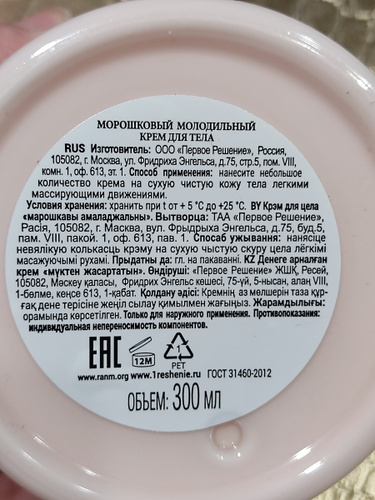 МОРОШКОВЫЙ МОЛОДИЛЬНЫЙ
КРЕМ ДЛЯ ТЕЛА
RUS Изготовитель: ООО «Первое Решение», Россия,
105082, г. Москва, ул. Фридриха Энгельса, д.75, стр.5, пом. VIII,
комн. 1, оф. 613, эт. 1. Способ применения: нанесите небольшое
количество крема на сухую чистую кожу тела легкими
массирующими движениями.
Условия хранения: хранить при t от + 5 °C до +25 °C. BY Крэм для цела
«марошкавы амаладжальны». Вытворца: ТАА «Першае Рашэнне»,
Расія, 105082, г. Масква, вул. Фрыдрыха Энгельса, д.75, буд.5,
пам. VIII, пакой. 1, оф. 613, пав. 1. Спосаб ужывання: нанясіце
невялікую колькасць крэму на сухую чыстую скуру цела лёгкімі
масажуючымі рухамі. Прыдатны да: гл. на пакаванні. KZ Денеге арналған
крем «мүктен жасартатын». Өндіруші: «Первое Решение» ЖШҚ, Ресей,
105082, Мәскеу қаласы, Фридрих Энгельс көшесі, 75-үй, 5-нысан, алаң VIII,
1-бөлме, кеңсе 613, 1-қабат. Қолдану әдісі: Кремнің аз мөлшерін таза құр-
ғақ дене терісіне жеңіл сылау қимылмен жағыңыз. Жарамдылығы:
орамында көрсетілген. Только для наружного применения. Противопоказания:
индивидуальная непереносимость компонентов.
EAC 12M 1 PET
www.ranm.org www.1reshenie.ru ГОСТ 31460-2012
ОБЪЕМ: 300 МЛ